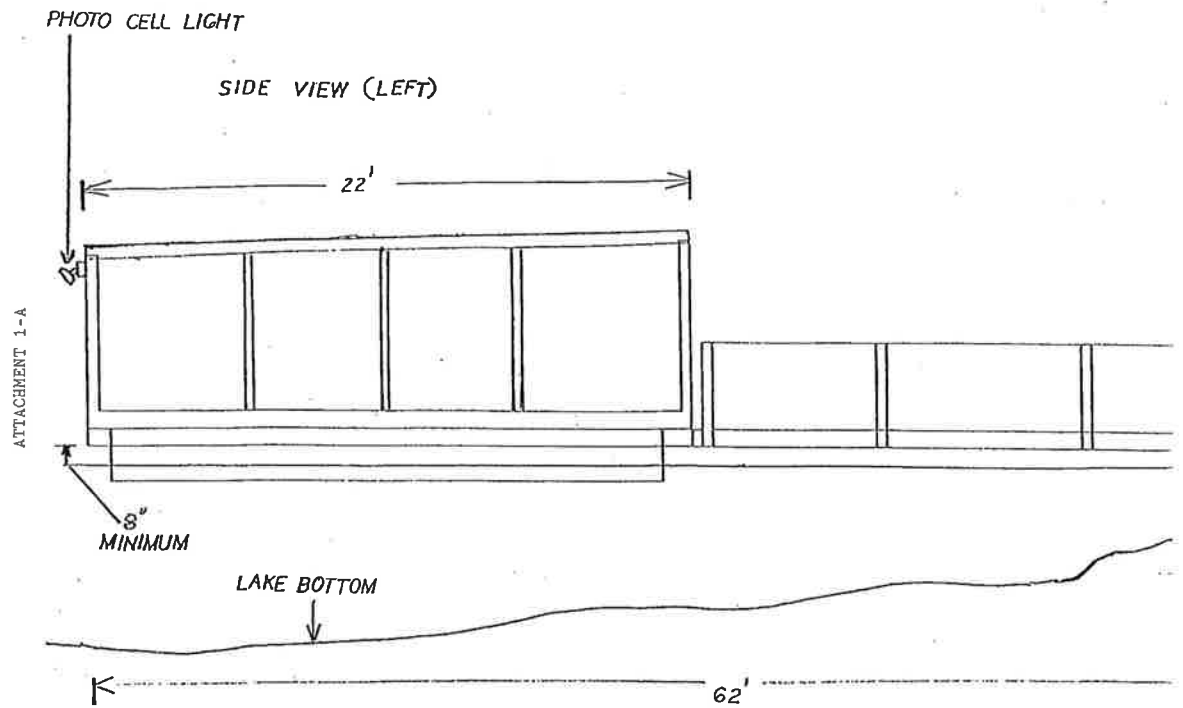 PHOTO CELL LIGHT
SIDE VIEW (LEFT)
22'
ATTACHMENT 1-A
8"
MINIMUM
LAKE BOTTOM
62'